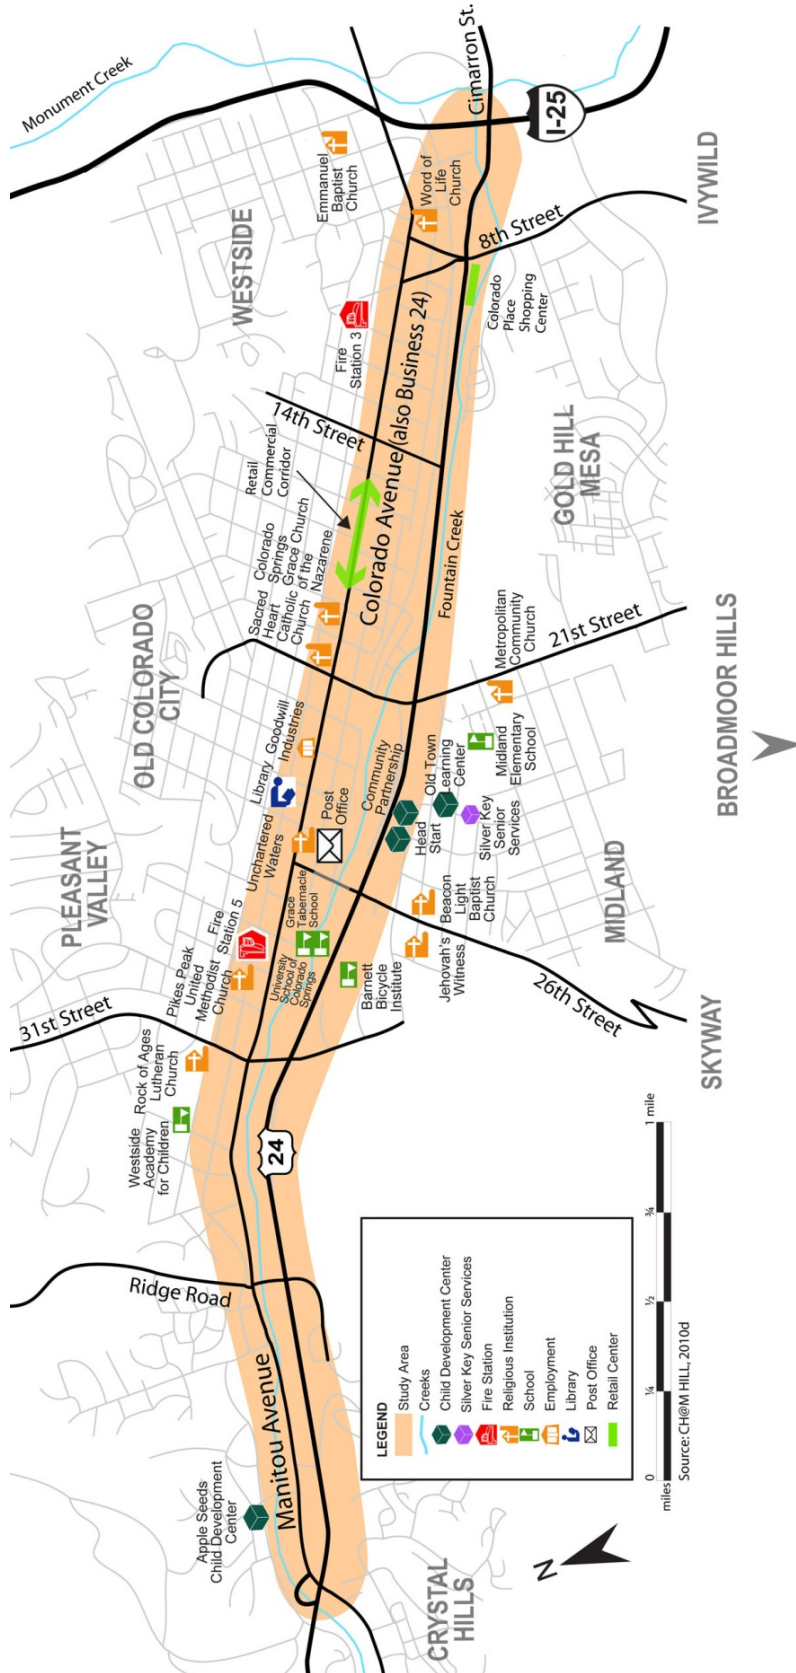 Monument Creek
Cimarron St.
I-25
Emmanuel
Baptist
Church
Word of
Life
Church
WESTSIDE
8th Street
IVYWILD
Fire
Station 3
Colorado
Place
Shopping
Center
14th Street
Colorado Avenue (also Business 24)
Retail
Commercial
Corridor
GOLD HILL
MESA
Fountain Creek
Colorado
Springs
Grace Church
of the
Nazarene
Sacred
Heart
Catholic
Church
OLD COLORADO
CITY
21st Street
Metropolitan
Community
Church
BROADMOOR HILLS
Goodwill
Industries
Library
Post
Office
Unchartered
Waters
Community
Partnership
Head
Start
Old Town
Learning
Center
Midland
Elementary
School
Silver Key
Senior
Services
PLEASANT
VALLEY
MIDLAND
Fire
Station 5
Grace
Tabernacle
School
University
School of
Colorado
Springs
Beacon
Light
Baptist
Church
Jehovah's
Witness
Barnett
Bicycle
Institute
Pikes Peak
United
Methodist
Church
26th Street
SKYWAY
31st Street
Rock of Ages
Lutheran
Church
Westside
Academy
for Children
24
Ridge Road
Manitou Avenue
Apple Seeds
Child Development
Center
CRYSTAL
HILLS
N
LEGEND
Study Area
Creeks
Child Development Center
Silver Key Senior Services
Fire Station
Religious Institution
School
Employment
Library
Post Office
Retail Center
0 ¼ ½ ¾ 1 mile
miles
Source: CH@M HILL, 2010d